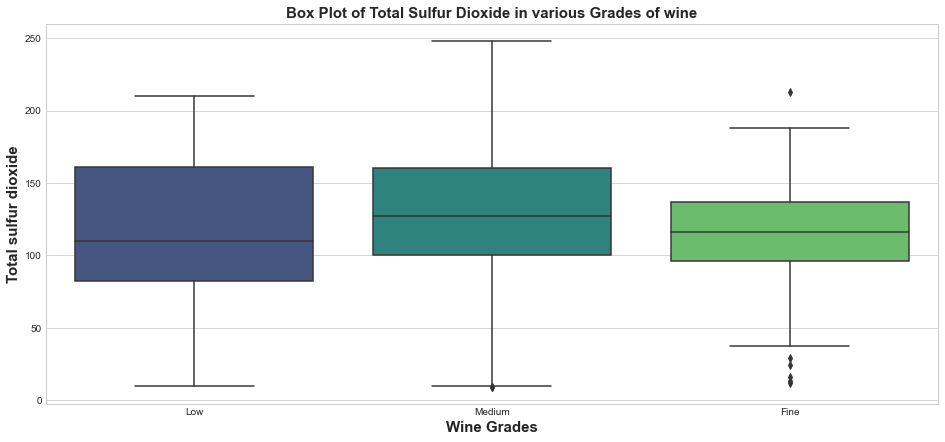 Box Plot of Total Sulfur Dioxide in various Grades of wine
Total sulfur dioxide
250
200
150
100
50
0
Low
Medium
Fine
Wine Grades